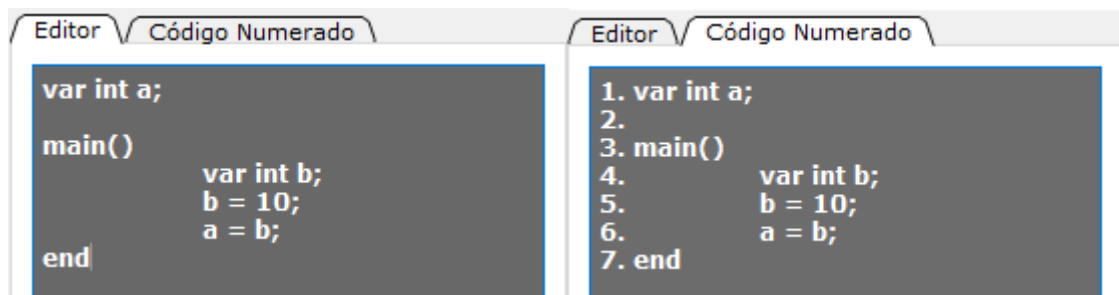 Editor
Código Numerado
var int a;
main()
var int b;
b = 10;
a = b;
end
Editor
Código Numerado
1. var int a;
2.
3. main()
4. var int b;
5. b = 10;
6. a = b;
7. end